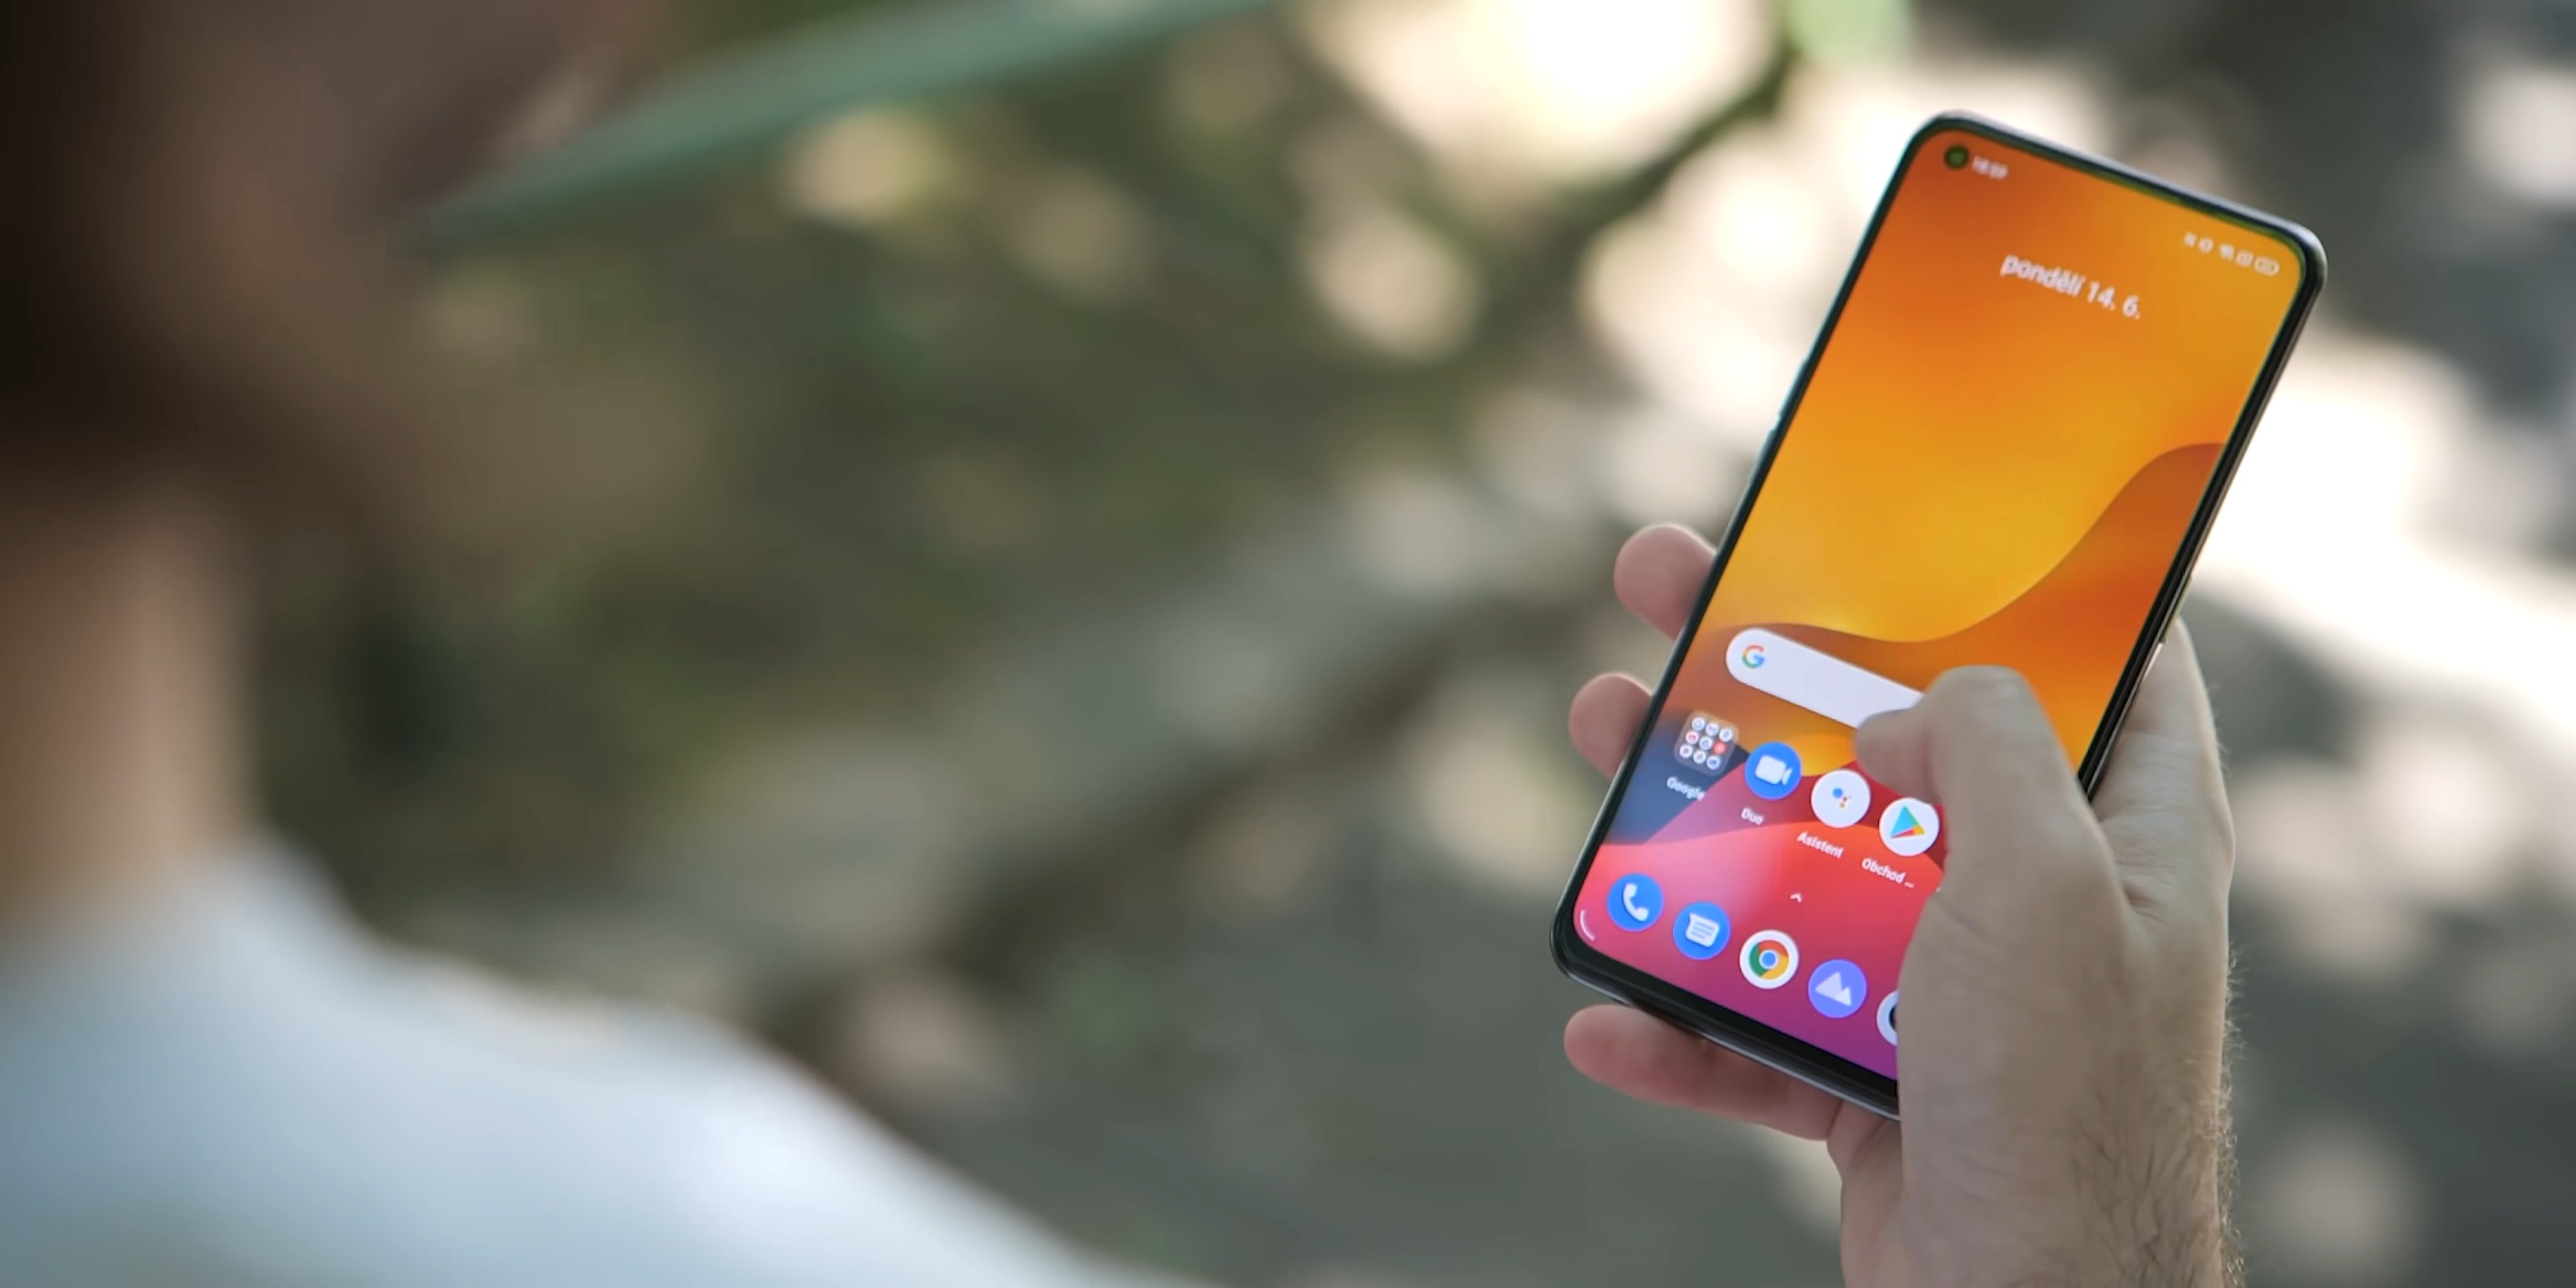 pondělí 14. 6.
Google
Duo
Asistent
Obchod ...